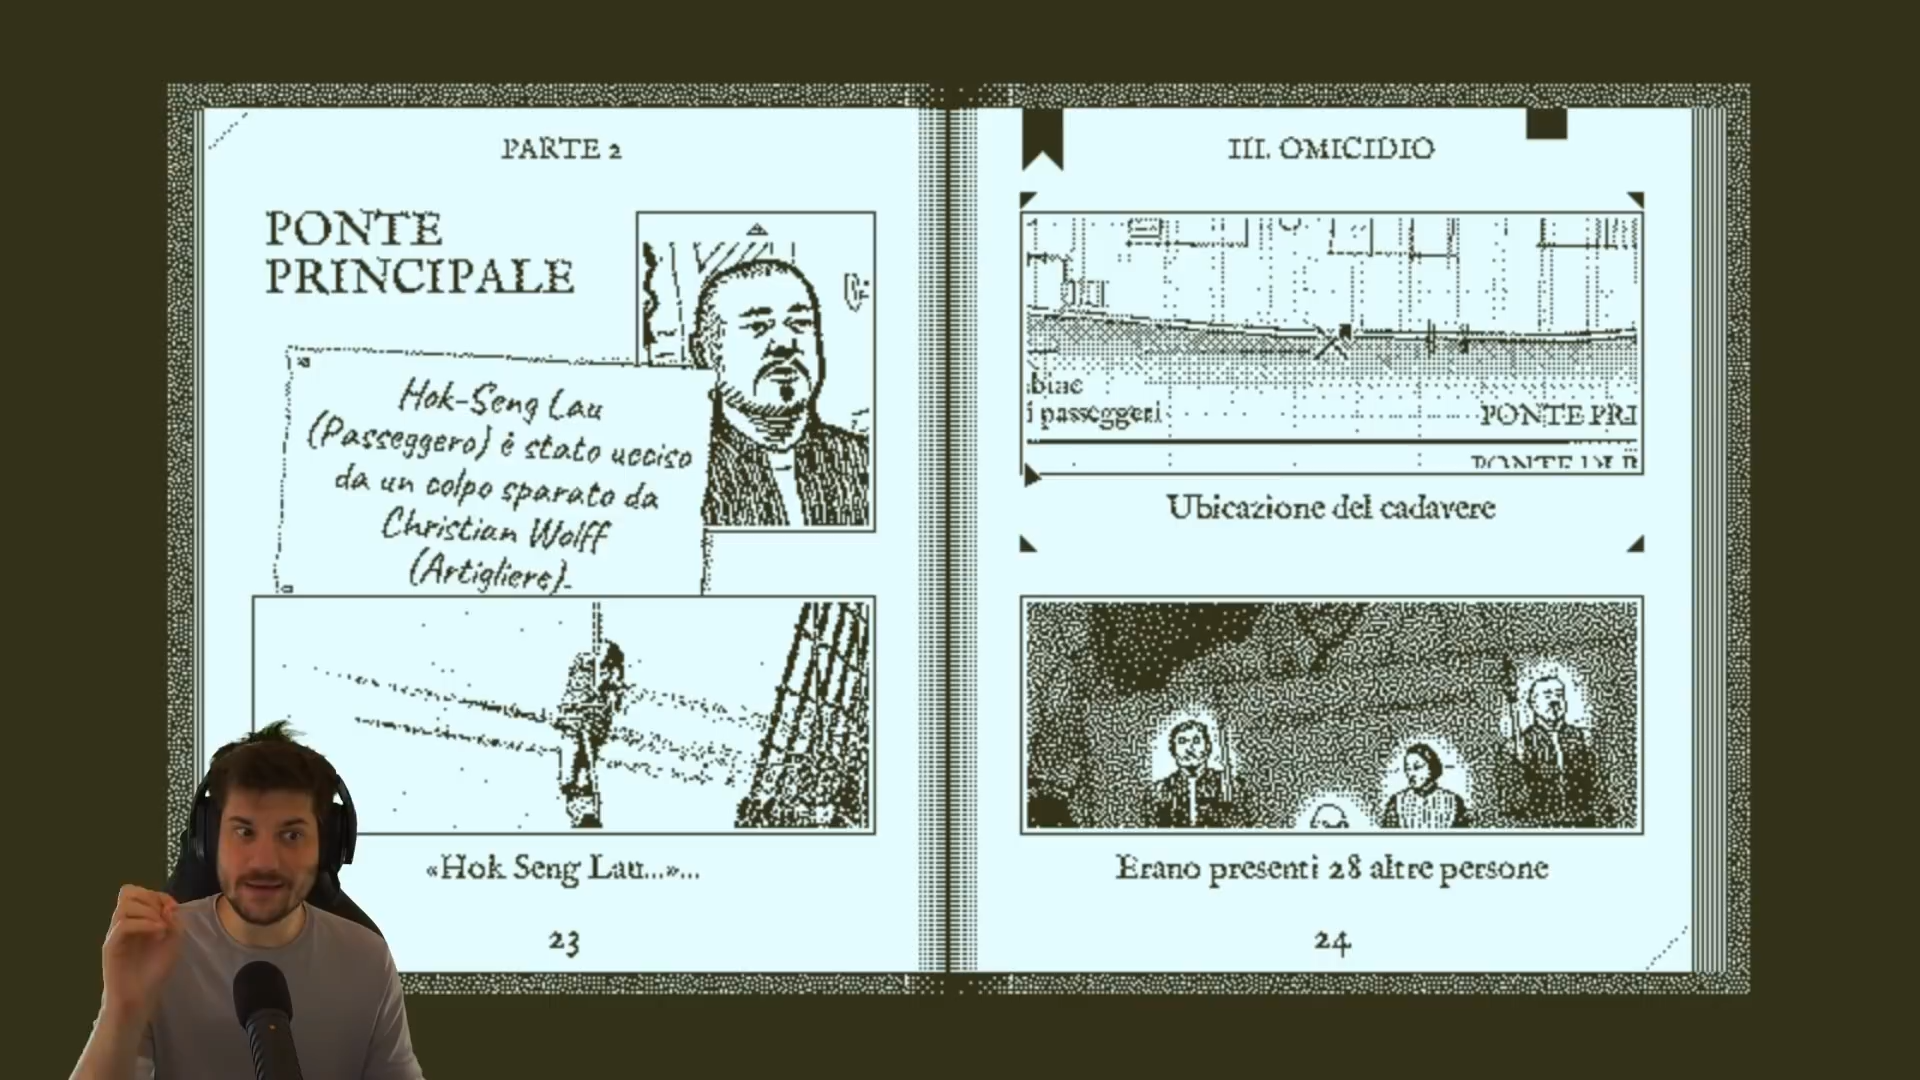 PARTE 2
PONTE
PRINCIPALE
Hok-Seng Lau
(Passeggero) è stato ucciso
da un colpo sparato da
Christian Wolff
(Artigliere).
«Hok Seng Lau...»...
23
III. OMICIDIO
i passeggeri
PONTE PRI
Ubicazione del cadavere
Erano presenti 28 altre persone
24